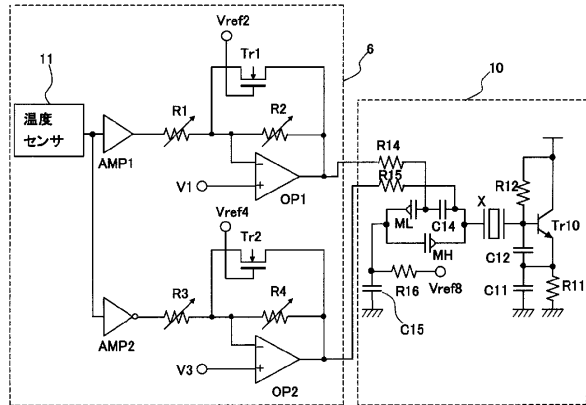 Vref2
6
11
Tr1
10
温度
センサ
R1
R2
AMP1
R14
R15
R12
V1
OP1
X
Tr10
Vref4
ML
C14
Tr2
MH
C12
R16
Vref8
C11
R11
R3
R4
C15
AMP2
V3
OP2